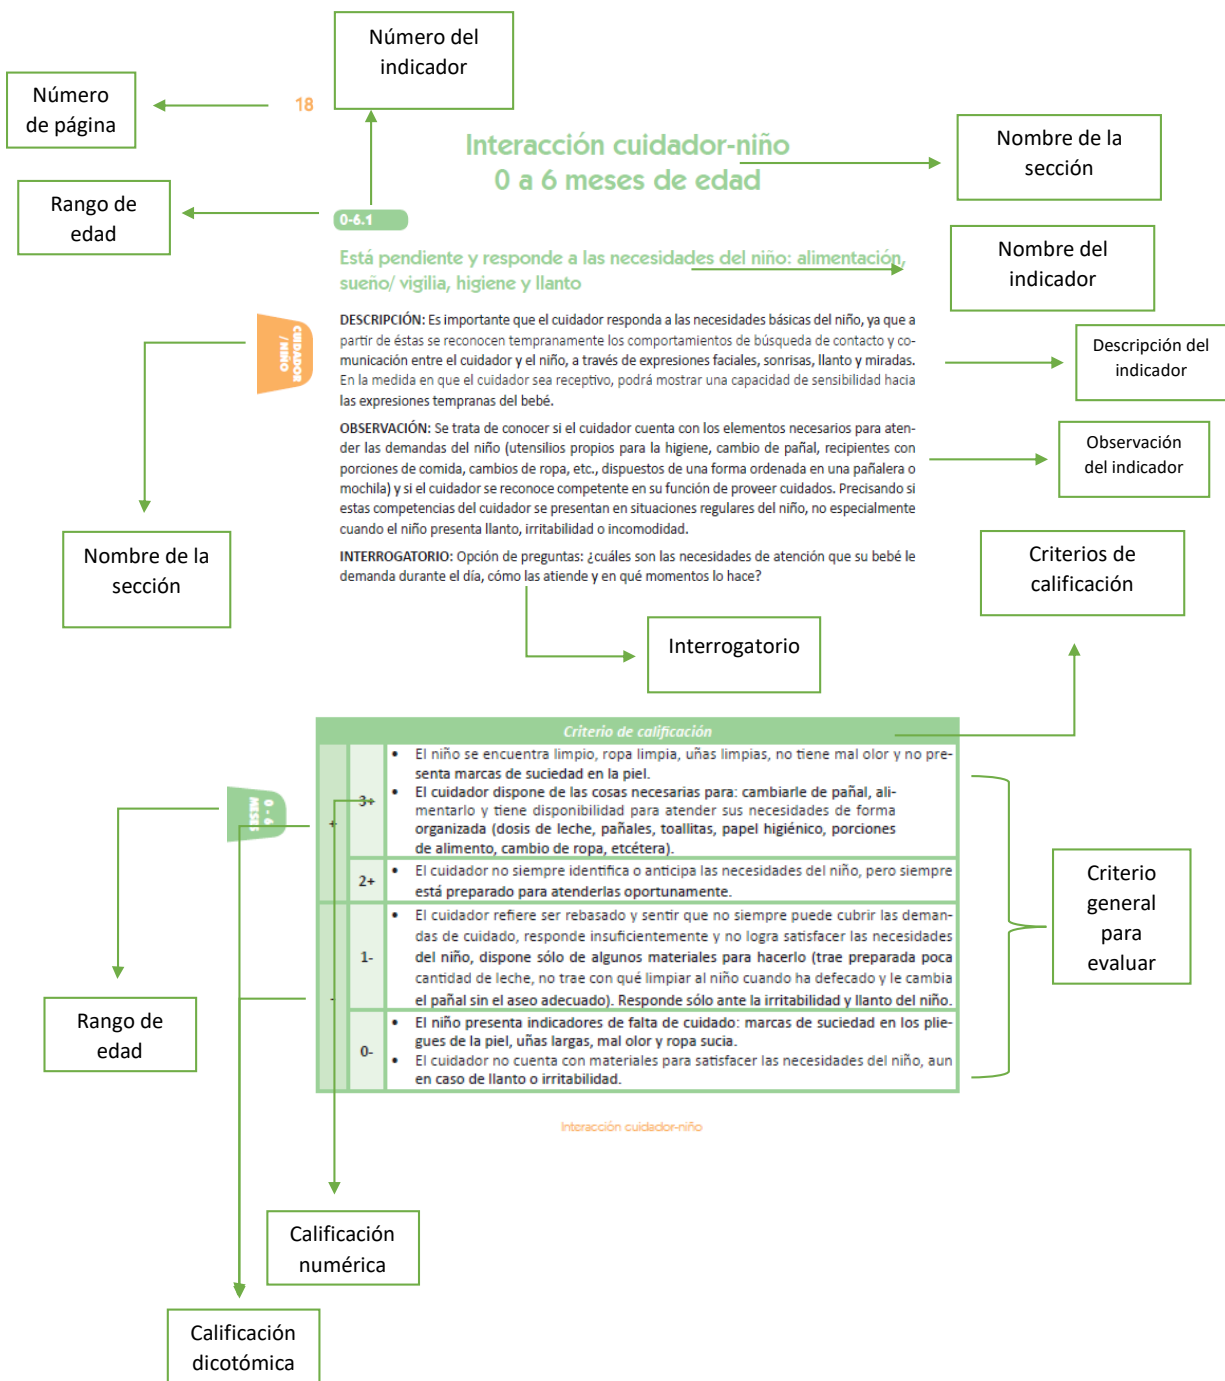 Número del
indicador
Número
de página
18
Interacción cuidador-niño
0 a 6 meses de edad
Nombre de la
sección
Rango de
edad
0-6.1
Está pendiente y responde a las necesidades del niño: alimentación,
sueño/ vigilia, higiene y llanto
Nombre del
indicador
CUIDADOR
/ NIÑO
DESCRIPCIÓN: Es importante que el cuidador responda a las necesidades básicas del niño, ya que a
partir de éstas se reconocen tempranamente los comportamientos de búsqueda de contacto y co-
municación entre el cuidador y el niño, a través de expresiones faciales, sonrisas, llanto y miradas.
En la medida en que el cuidador sea receptivo, podrá mostrar una capacidad de sensibilidad hacia
las expresiones tempranas del bebé.
Descripción del
indicador
OBSERVACIÓN: Se trata de conocer si el cuidador cuenta con los elementos necesarios para aten-
der las demandas del niño (utensilios propios para la higiene, cambio de pañal, recipientes con
porciones de comida, cambios de ropa, etc., dispuestos de una forma ordenada en una pañalera o
mochila) y si el cuidador se reconoce competente en su función de proveer cuidados. Precisando si
estas competencias del cuidador se presentan en situaciones regulares del niño, no especialmente
cuando el niño presenta llanto, irritabilidad o incomodidad.
Observación
del indicador
Nombre de la
sección
INTERROGATORIO: Opción de preguntas: ¿cuáles son las necesidades de atención que su bebé le
demanda durante el día, cómo las atiende y en qué momentos lo hace?
Criterios de
calificación
Interrogatorio
Criterio de calificación
0 - 6
MESES
+
3+
• El niño se encuentra limpio, ropa limpia, uñas limpias, no tiene mal olor y no pre-
senta marcas de suciedad en la piel.
• El cuidador dispone de las cosas necesarias para: cambiarle de pañal, ali-
mentarlo y tiene disponibilidad para atender sus necesidades de forma
organizada (dosis de leche, pañales, toallitas, papel higiénico, porciones
de alimento, cambio de ropa, etcétera).
2+
• El cuidador no siempre identifica o anticipa las necesidades del niño, pero siempre
está preparado para atenderlas oportunamente.
-
1-
• El cuidador refiere ser rebasado y sentir que no siempre puede cubrir las deman-
das de cuidado, responde insuficientemente y no logra satisfacer las necesidades
del niño, dispone sólo de algunos materiales para hacerlo (trae preparada poca
cantidad de leche, no trae con qué limpiar al niño cuando ha defecado y le cambia
el pañal sin el aseo adecuado). Responde sólo ante la irritabilidad y llanto del niño.
0-
• El niño presenta indicadores de falta de cuidado: marcas de suciedad en los plie-
gues de la piel, uñas largas, mal olor y ropa sucia.
• El cuidador no cuenta con materiales para satisfacer las necesidades del niño, aun
en caso de llanto o irritabilidad.
Criterio
general
para
evaluar
Rango de
edad
Interacción cuidador-niño
Calificación
numérica
Calificación
dicotómica